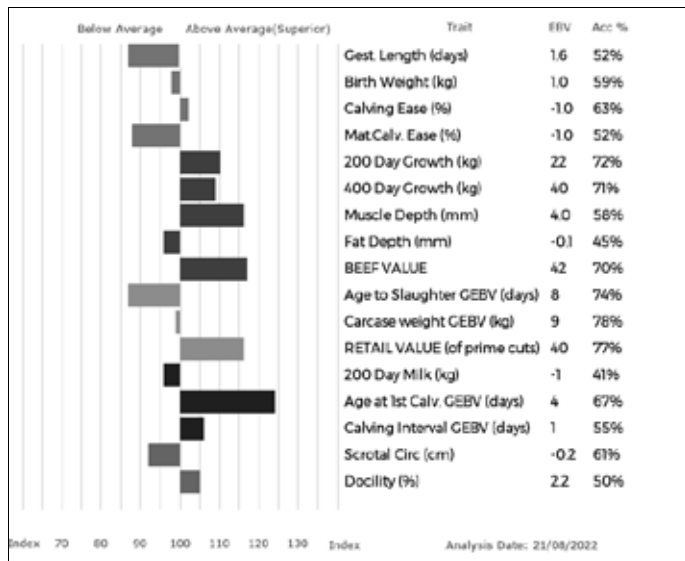 Below Average Above Average(Superior) Trait EBV Acc %
Gest. Length (days) 1.6 52%
Birth Weight (kg) 1.0 59%
Calving Ease (%) -1.0 63%
Mat.Calv. Ease (%) -1.0 52%
200 Day Growth (kg) 22 72%
400 Day Growth (kg) 40 71%
Muscle Depth (mm) 4.0 58%
Fat Depth (mm) -0.1 45%
BEEF VALUE 42 70%
Age to Slaughter GEBV (days) 8 74%
Carcase weight GEBV (kg) 9 78%
RETAIL VALUE (of prime cuts) 40 77%
200 Day Milk (kg) -1 41%
Age at 1st Calv. GEBV (days) 4 67%
Calving Interval GEBV (days) 1 55%
Scrotal Circ (cm) -0.2 61%
Docility (%) 2.2 50%
Index 70 80 90 100 110 120 130 Index Analysis Date: 21/08/2022